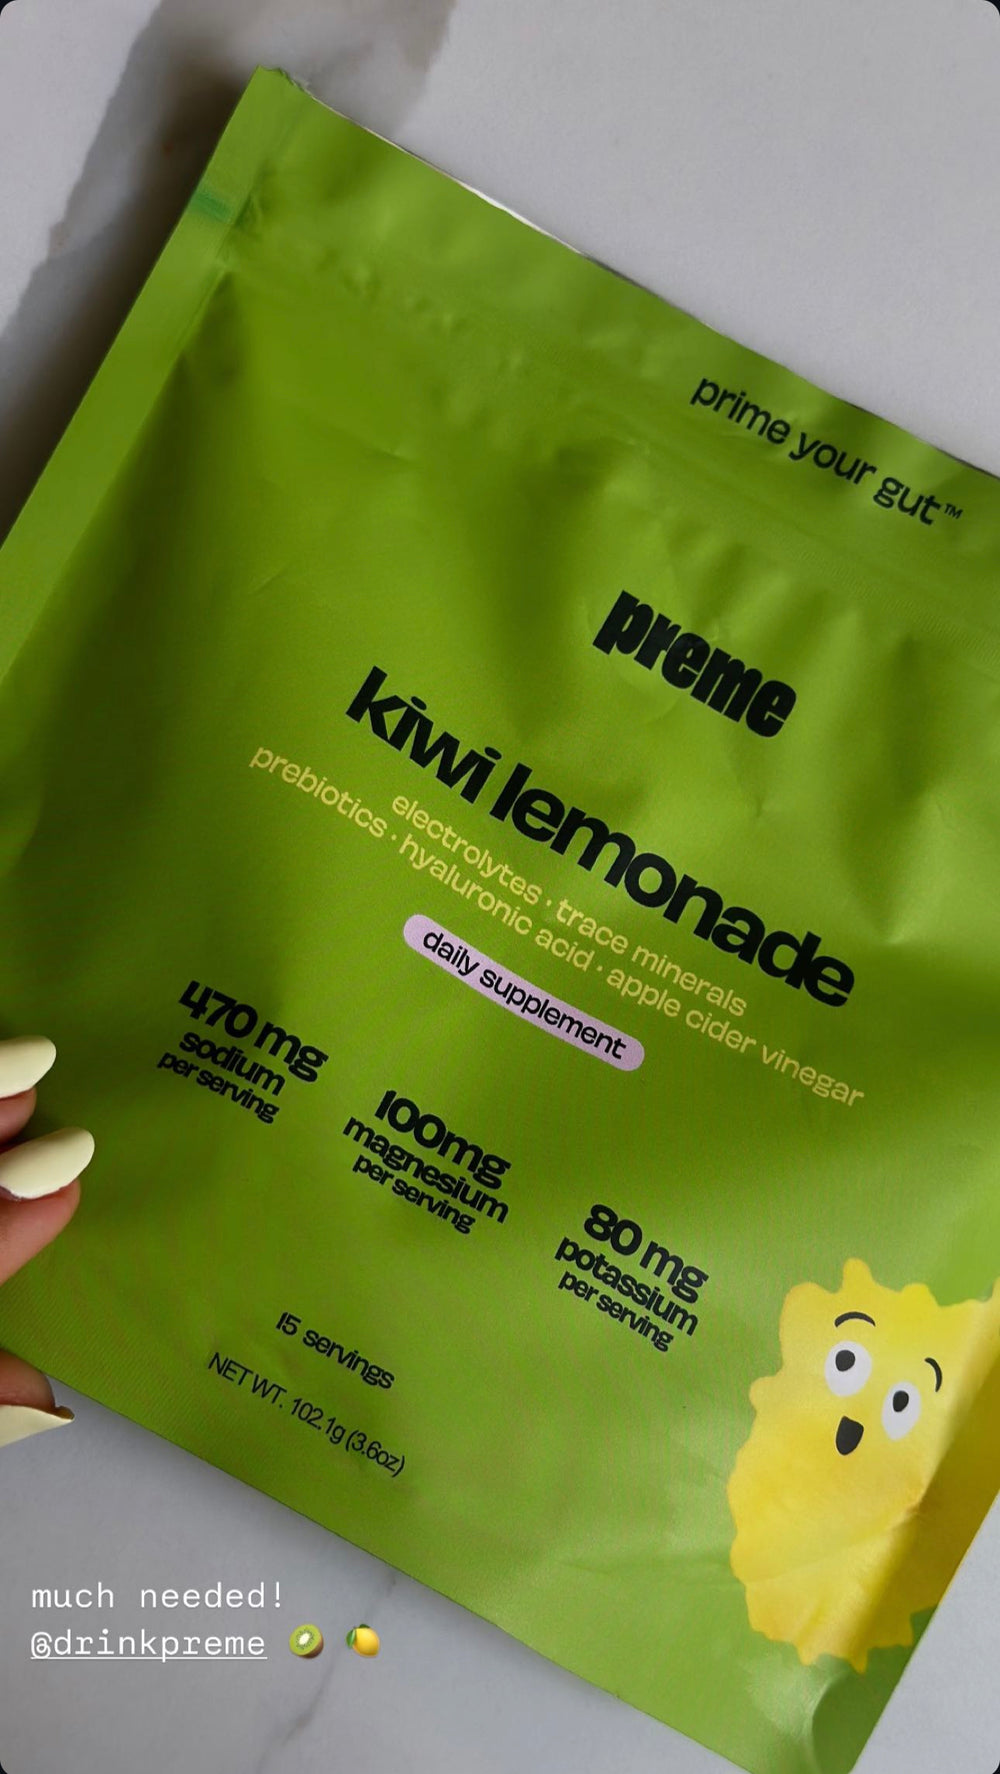 prime your gut™
preme
kiwi lemonade
electrolytes · trace minerals
prebiotics · hyaluronic acid · apple cider vinegar
daily supplement
470 mg
sodium
per serving
100mg
magnesium
per serving
80 mg
potassium
per serving
15 servings
NET WT. 102.1g (3.6oz)
much needed!
@drinkpreme 🥝 🍋